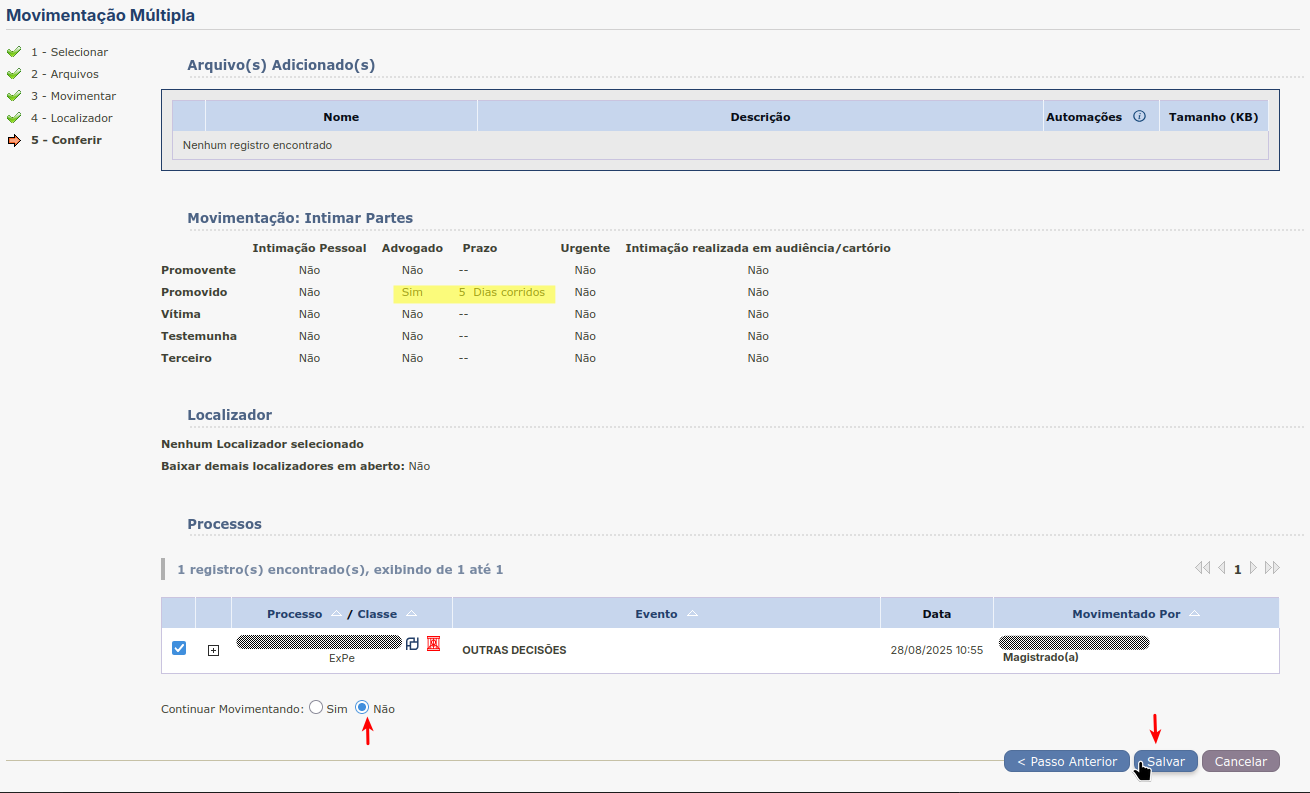 Movimentação Múltipla
1 - Selecionar
2 - Arquivos
3 - Movimentar
4 - Localizador
5 - Conferir
Arquivo(s) Adicionado(s)
Nome Descrição Automações i Tamanho (KB)
Nenhum registro encontrado
Movimentação: Intimar Partes
Intimação Pessoal Advogado Prazo Urgente Intimação realizada em audiência/cartório
Promovente Não Não -- Não Não
Promovido Não Sim 5 Dias corridos Não Não
Vítima Não Não -- Não Não
Testemunha Não Não -- Não Não
Terceiro Não Não -- Não Não
Localizador
Nenhum Localizador selecionado
Baixar demais localizadores em aberto: Não
Processos
1 registro(s) encontrado(s), exibindo de 1 até 1
1
Processo / Classe Evento Data Movimentado Por
ExPe OUTRAS DECISÕES 28/08/2025 10:55 Magistrado(a)
Continuar Movimentando: Sim Não
< Passo Anterior Salvar Cancelar